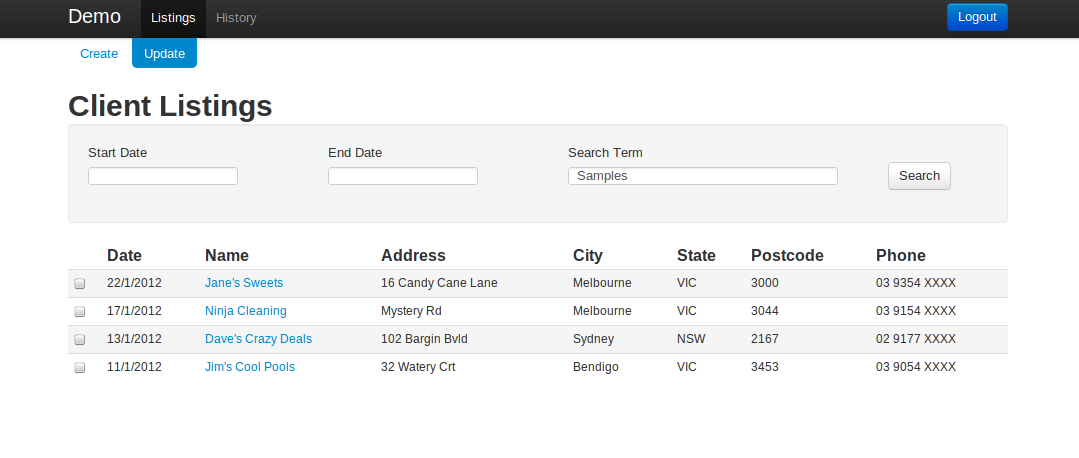 Demo Listings History Logout
Create Update
Client Listings
Start Date End Date Search Term
Samples Search
Date Name Address City State Postcode Phone
22/1/2012 Jane's Sweets 16 Candy Cane Lane Melbourne VIC 3000 03 9354 XXXX
17/1/2012 Ninja Cleaning Mystery Rd Melbourne VIC 3044 03 9154 XXXX
13/1/2012 Dave's Crazy Deals 102 Bargin Bvld Sydney NSW 2167 02 9177 XXXX
11/1/2012 Jim's Cool Pools 32 Watery Crt Bendigo VIC 3453 03 9054 XXXX